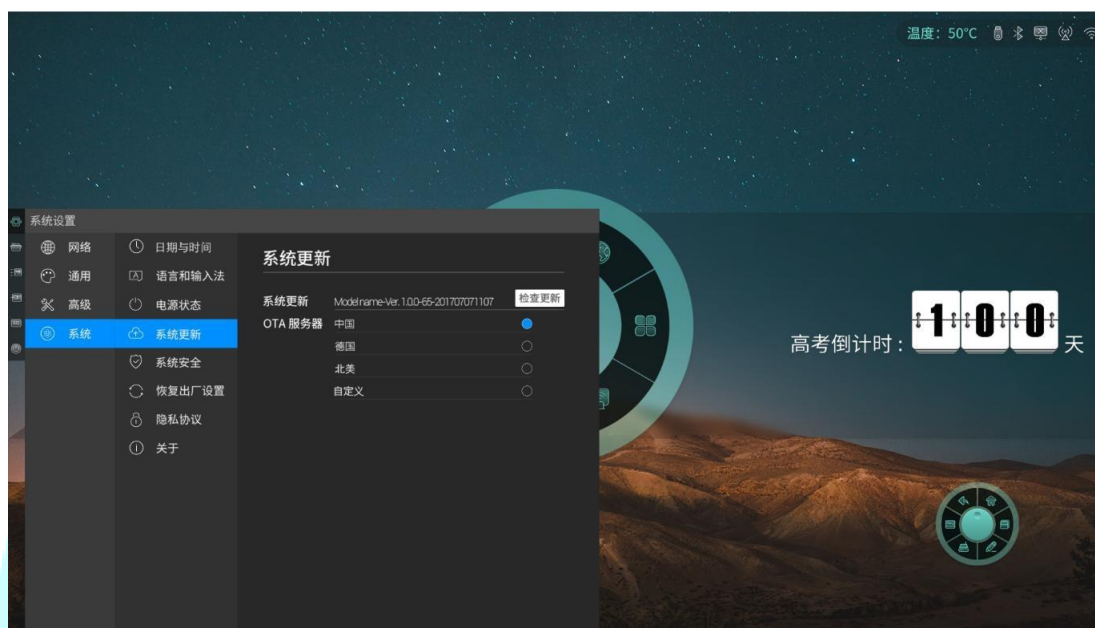 温度：50°C
系统设置
网络
通用
高级
系统
日期与时间
语言和输入法
电源状态
系统更新
系统安全
恢复出厂设置
隐私协议
关于
系统更新
系统更新 Modelname-Ver.1.0.0-65-201707071107 检查更新
OTA 服务器 中国
德国
北美
自定义
高考倒计时：100天